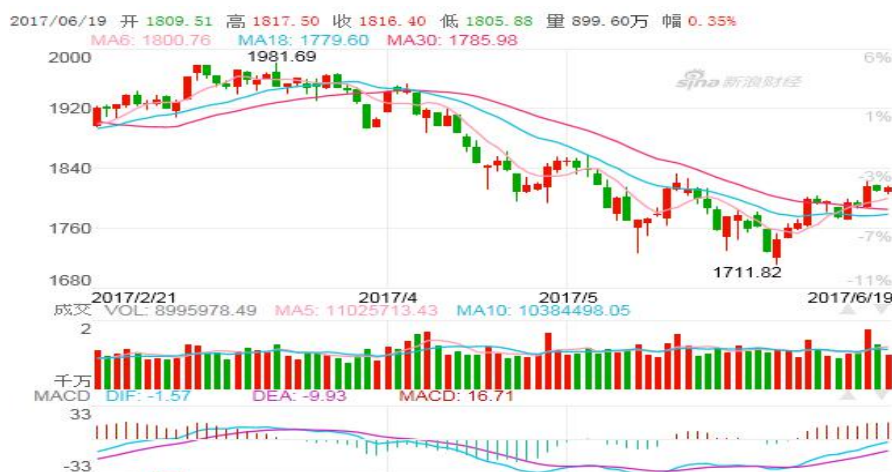 2017/06/19 开 1809.51 高 1817.50 收 1816.40 低 1805.88 量 899.60万 幅 0.35%
MA6: 1800.76 MA18: 1779.60 MA30: 1785.98
2000 1981.69 6%
sina 新浪财经
1920 1%
1840 -3%
1760 -7%
1680 1711.82 -11%
2017/2/21 2017/4 2017/5 2017/6/19
成交 VOL: 8995978.49 MA5: 11025713.43 MA10: 10384498.05
2
千万
MACD DIF: -1.57 DEA: -9.93 MACD: 16.71
33
-33